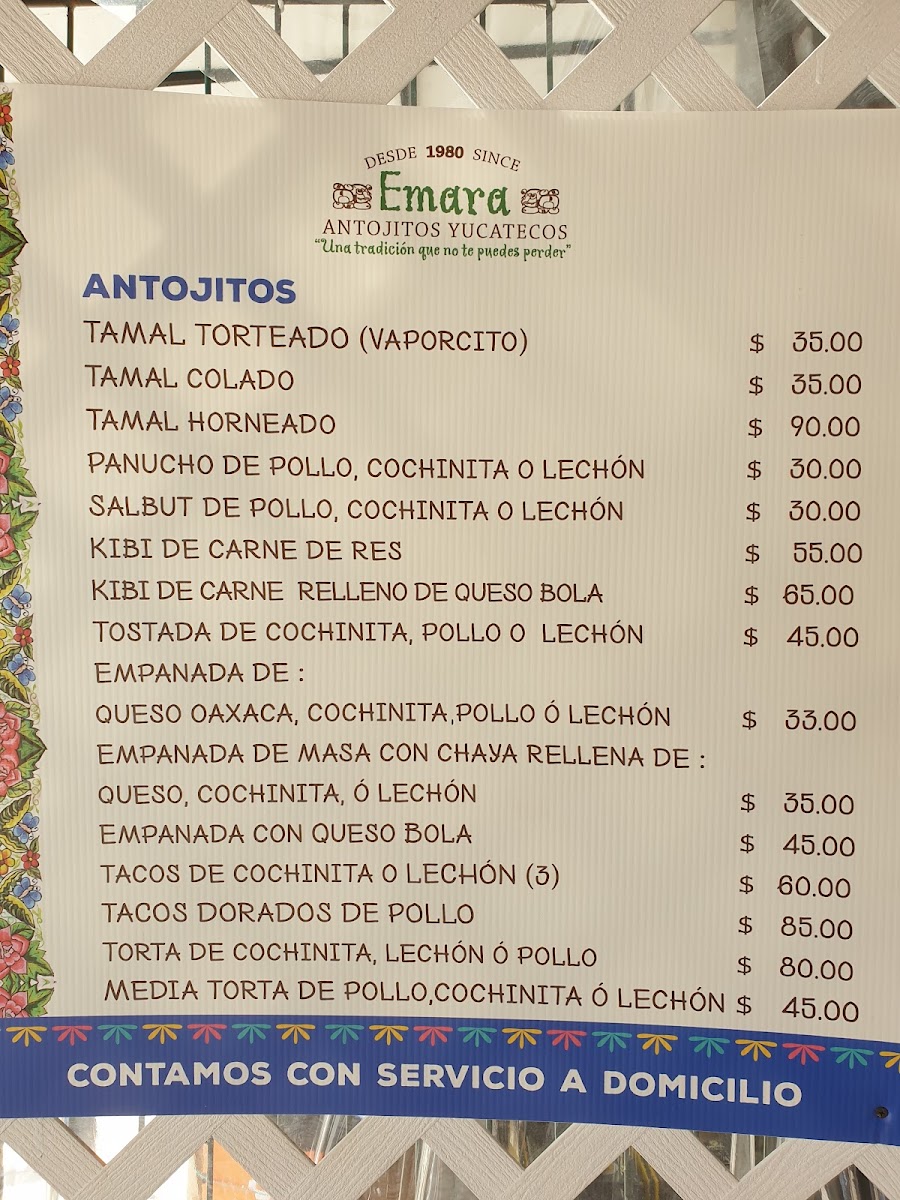 DESDE 1980 SINCE
Emara
ANTOJITOS YUCATECOS
"Una tradición que no te puedes perder"
ANTOJITOS
TAMAL TORTEADO (VAPORCITO) $ 35.00
TAMAL COLADO $ 35.00
TAMAL HORNEADO $ 90.00
PANUCHO DE POLLO, COCHINITA O LECHÓN $ 30.00
SALBUT DE POLLO, COCHINITA O LECHÓN $ 30.00
KIBI DE CARNE DE RES $ 55.00
KIBI DE CARNE RELLENO DE QUESO BOLA $ 65.00
TOSTADA DE COCHINITA, POLLO O LECHÓN $ 45.00
EMPANADA DE :
QUESO OAXACA, COCHINITA,POLLO Ó LECHÓN $ 33.00
EMPANADA DE MASA CON CHAYA RELLENA DE :
QUESO, COCHINITA, Ó LECHÓN $ 35.00
EMPANADA CON QUESO BOLA $ 45.00
TACOS DE COCHINITA O LECHÓN (3) $ 60.00
TACOS DORADOS DE POLLO $ 85.00
TORTA DE COCHINITA, LECHÓN Ó POLLO $ 80.00
MEDIA TORTA DE POLLO,COCHINITA Ó LECHÓN $ 45.00
CONTAMOS CON SERVICIO A DOMICILIO